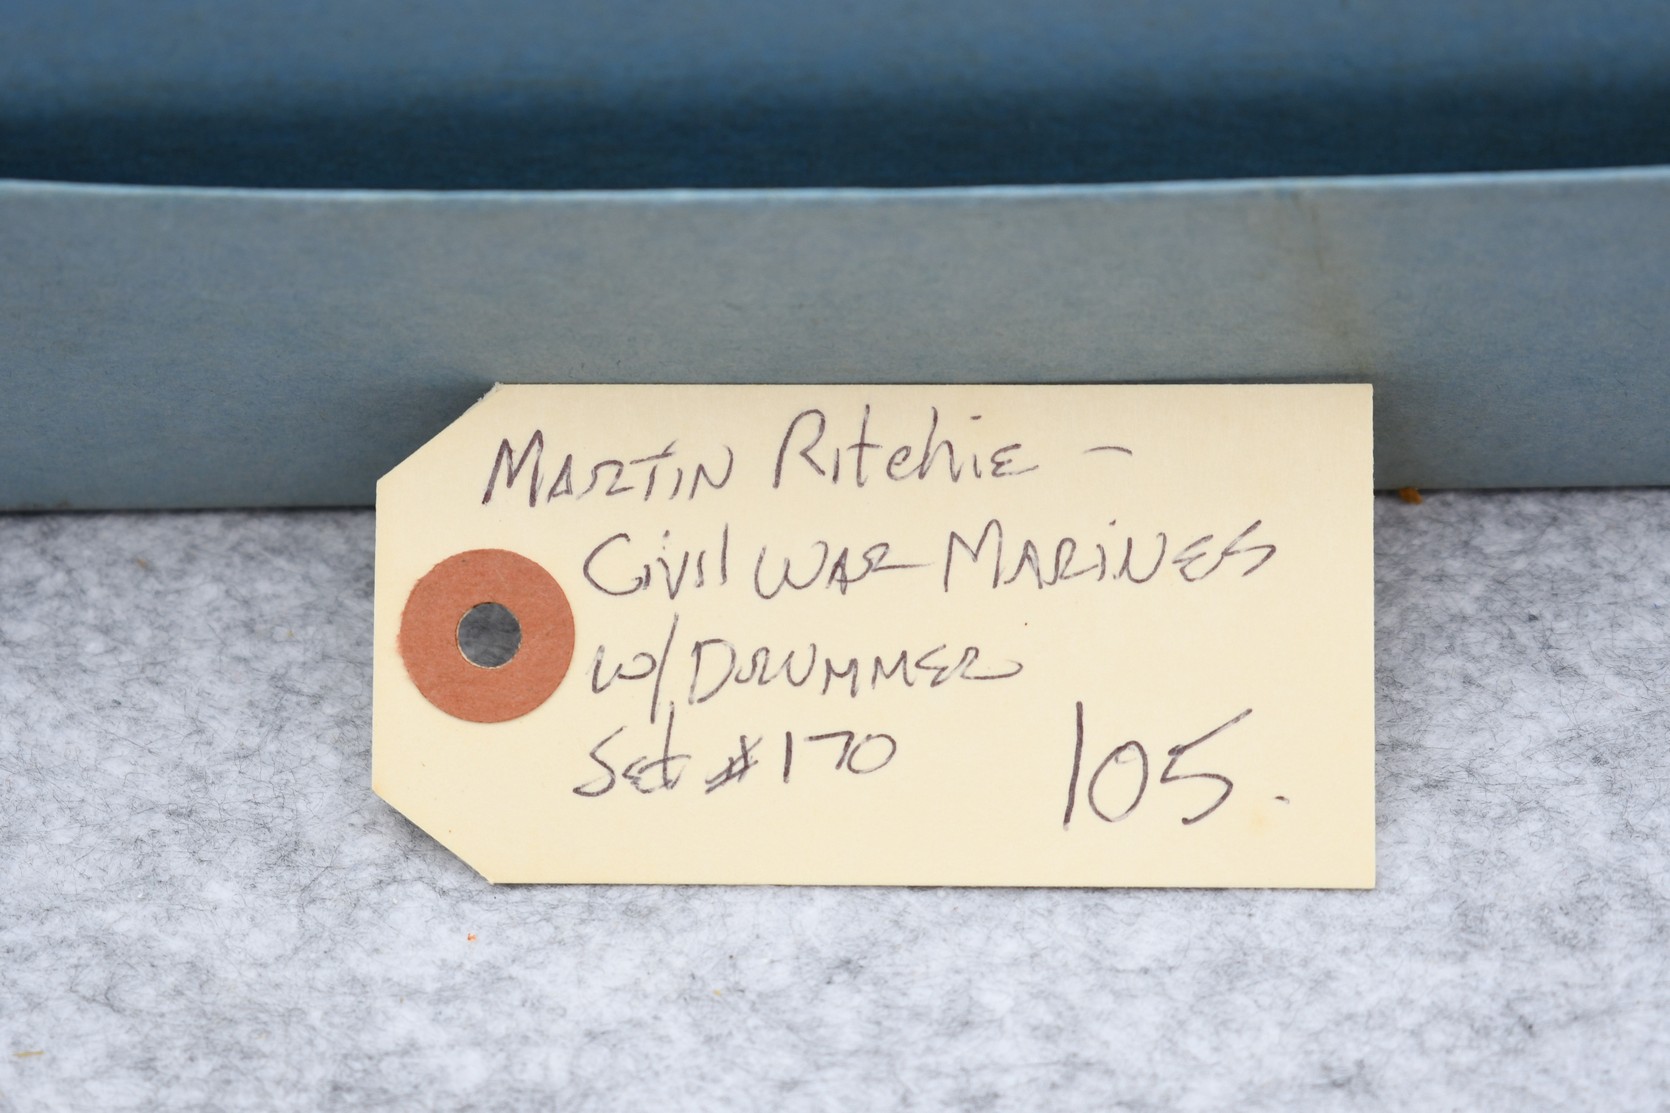 MARTIN Ritchie –
Civil WAR MARINES
w/ DRUMMER
Set #170
105.